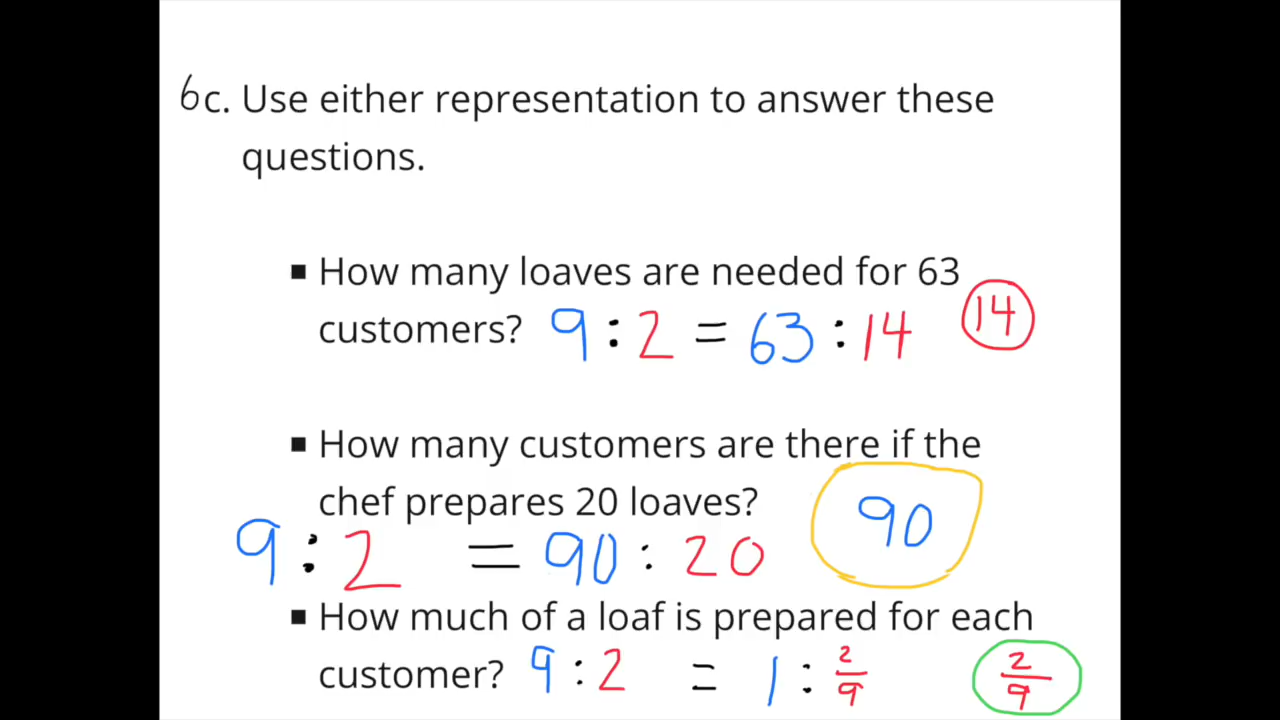 6c. Use either representation to answer these
questions.
▪ How many loaves are needed for 63
customers? 9 : 2 = 63 : 14 14
▪ How many customers are there if the
chef prepares 20 loaves? 90
9 : 2 = 90 : 20
▪ How much of a loaf is prepared for each
customer? 9 : 2 = 1 : 2/9 2/9